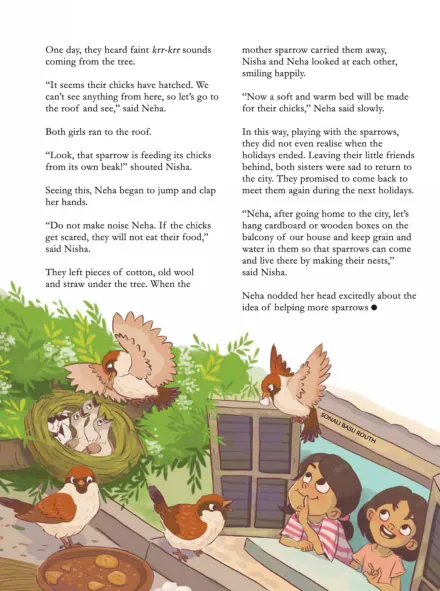 One day, they heard faint krr-krr sounds
coming from the tree.
“It seems their chicks have hatched. We
can’t see anything from here, so let’s go to
the roof and see,” said Neha.
Both girls ran to the roof.
“Look, that sparrow is feeding its chicks
from its own beak!” shouted Nisha.
Seeing this, Neha began to jump and clap
her hands.
“Do not make noise Neha. If the chicks
get scared, they will not eat their food,”
said Nisha.
They left pieces of cotton, old wool
and straw under the tree. When the
mother sparrow carried them away,
Nisha and Neha looked at each other,
smiling happily.
“Now a soft and warm bed will be made
for their chicks,” Neha said slowly.
In this way, playing with the sparrows,
they did not even realise when the
holidays ended. Leaving their little friends
behind, both sisters were sad to return to
the city. They promised to come back to
meet them again during the next holidays.
“Neha, after going home to the city, let’s
hang cardboard or wooden boxes on the
balcony of our house and keep grain and
water in them so that sparrows can come
and live there by making their nests,”
said Nisha.
Neha nodded her head excitedly about the
idea of helping more sparrows ●
SONALI BASU ROUTH